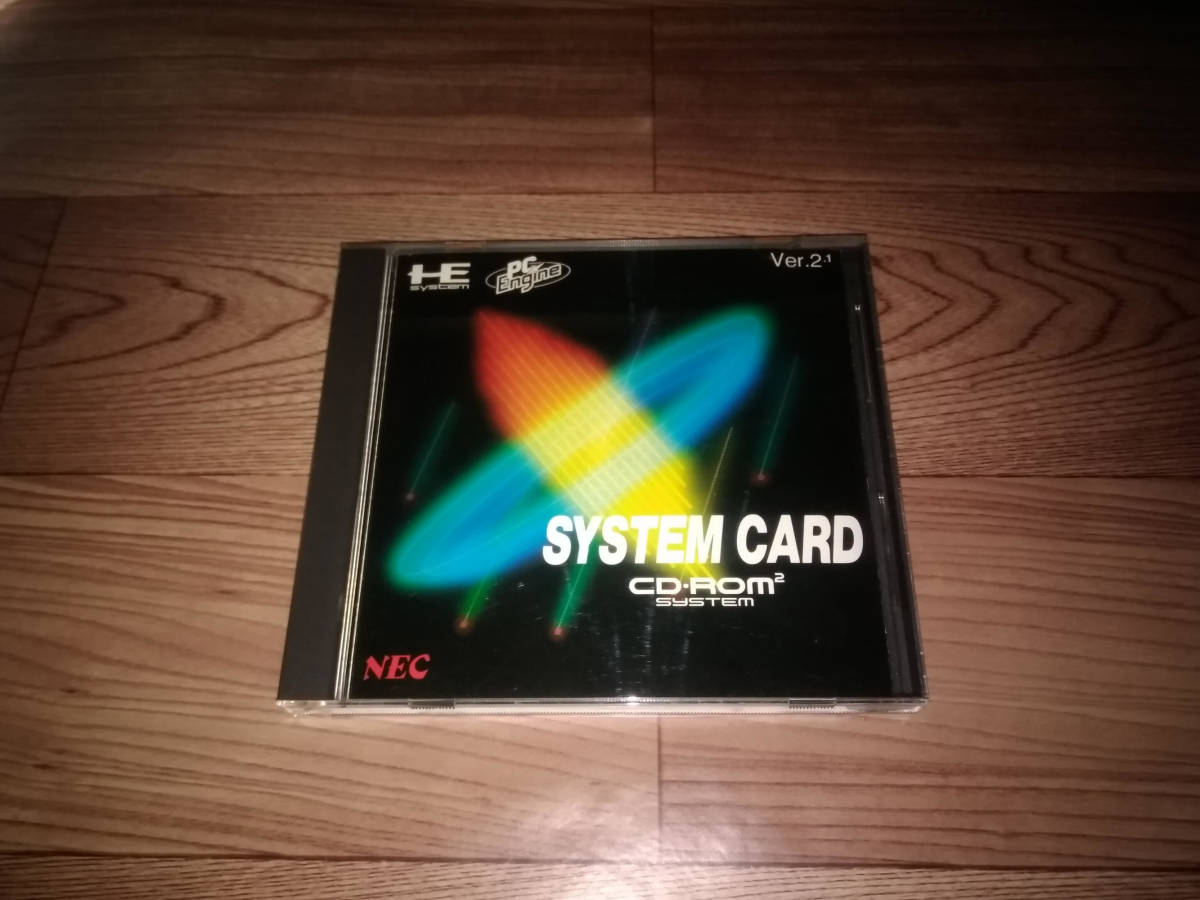 HE
system
PC
Engine
Ver.2.1
SYSTEM CARD
CD·ROM²
SYSTEM
NEC